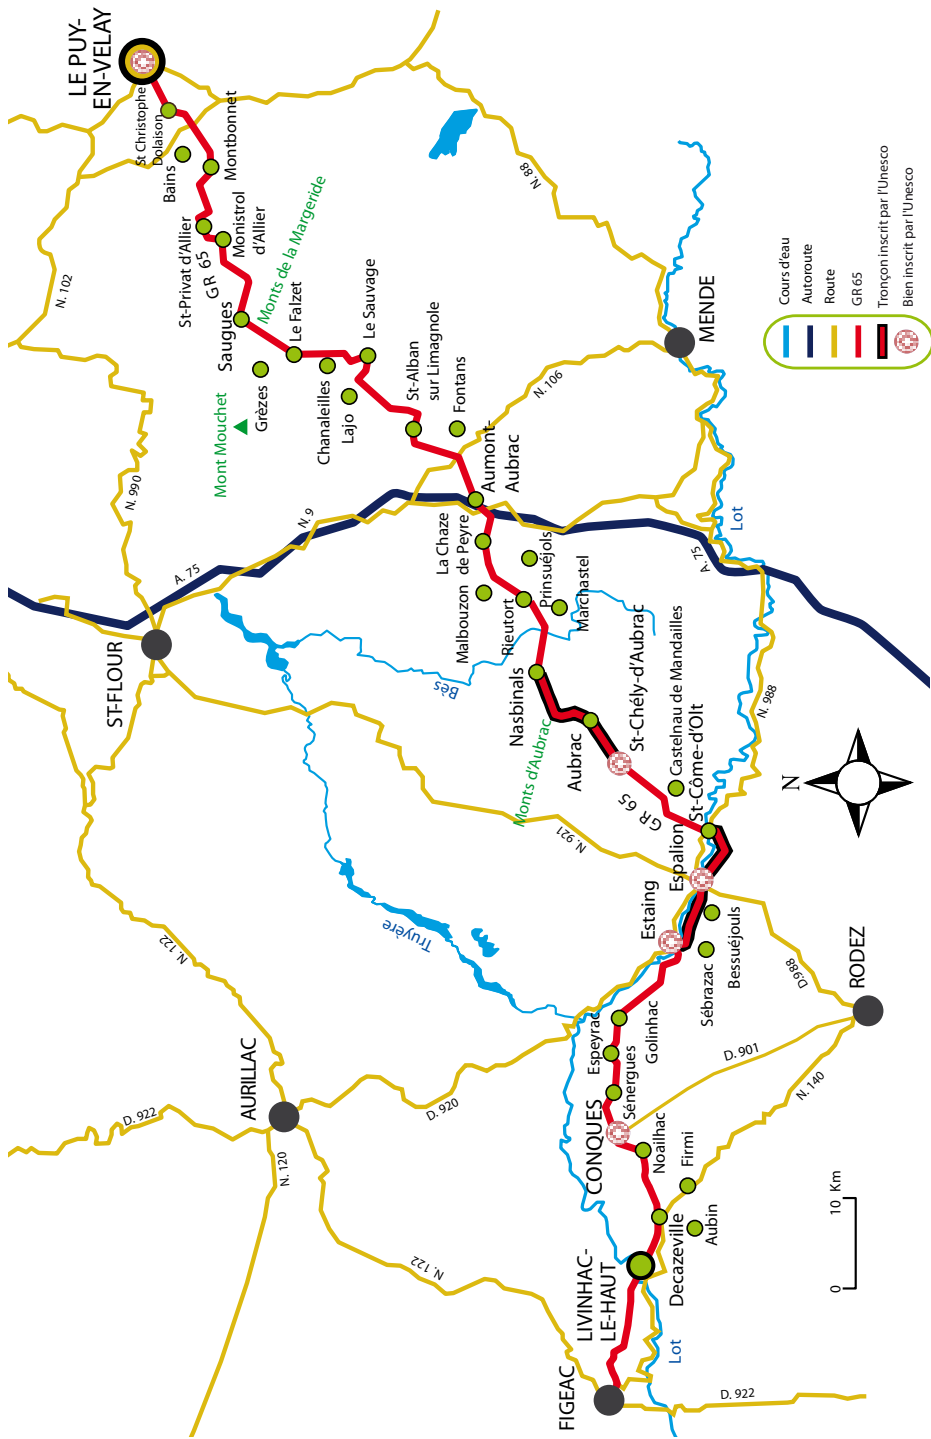 LE PUY-
EN-VELAY
St Christophe
Dolaison
Bains
Montbonnet
St-Privat d'Allier
GR 65
Monistrol
d'Allier
Monts de la Margeride
Saugues
Le Falzet
Le Sauvage
Mont Mouchet
Grèzes
Chanaleilles
Lajo
St-Alban
sur Limagnole
Fontans
Aumont-
Aubrac
La Chaze
de Peyre
Malbouzon
Rieutort
Prinsuéjols
Marchastel
Nasbinals
Monts d'Aubrac
Aubrac
St-Chély-d'Aubrac
Castelnau de Mandailles
St-Côme-d'Olt
GR 65
Espalion
Estaing
Bessuéjouls
Sébrazac
Golinhac
Espeyrac
Sénergues
CONQUES
Noailhac
Firmi
Aubin
Decazeville
LIVINHAC-
LE-HAUT
FIGEAC
AURILLAC
ST-FLOUR
MENDE
RODEZ
N. 102
N. 88
N. 106
N. 990
N. 9
A. 75
A. 75
N. 988
N. 921
N. 122
N. 122
N. 120
D. 922
D. 920
D. 901
D.988
N. 140
D. 922
Lot
Lot
Bès
Truyère
N
0
10 Km
Cours d'eau
Autoroute
Route
GR 65
Tronçon inscrit par l'Unesco
Bien inscrit par l'Unesco